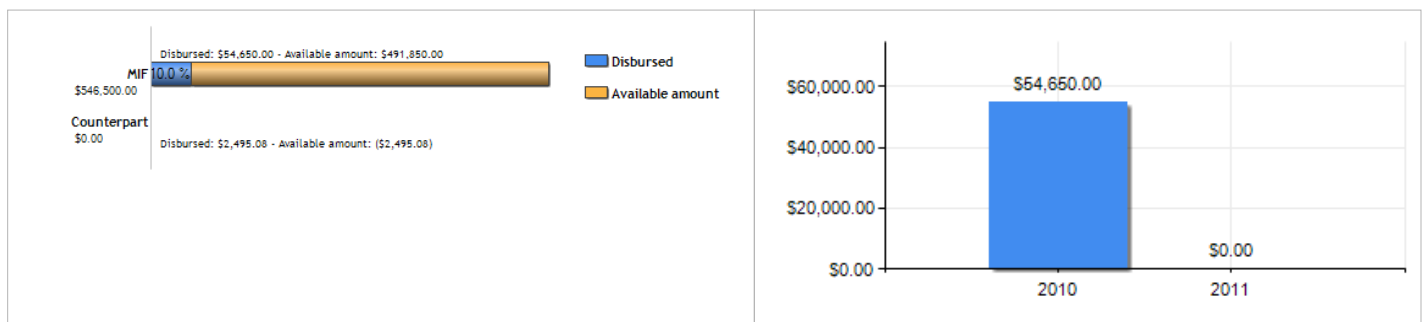 Disbursed: $54,650.00 - Available amount: $491,850.00
MIF 10.0 %
$546,500.00
Counterpart
$0.00
Disbursed: $2,495.08 - Available amount: ($2,495.08)
Disbursed
Available amount
$60,000.00
$40,000.00
$20,000.00
$0.00
$54,650.00
$0.00
2010 2011